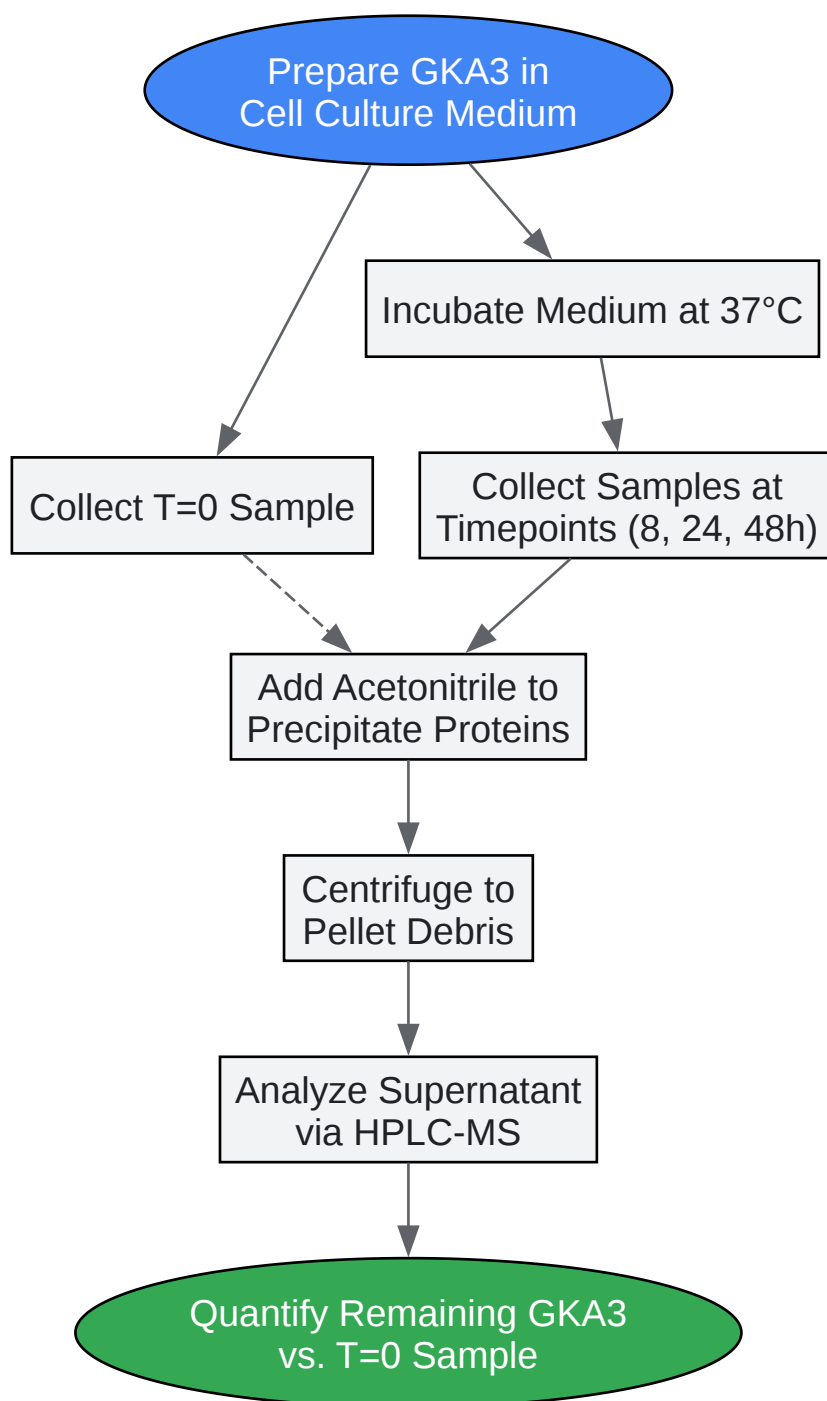 Prepare GKA3 in
Cell Culture Medium
Incubate Medium at 37°C
Collect T=0 Sample
Collect Samples at
Timepoints (8, 24, 48h)
Add Acetonitrile to
Precipitate Proteins
Centrifuge to
Pellet Debris
Analyze Supernatant
via HPLC-MS
Quantify Remaining GKA3
vs. T=0 Sample